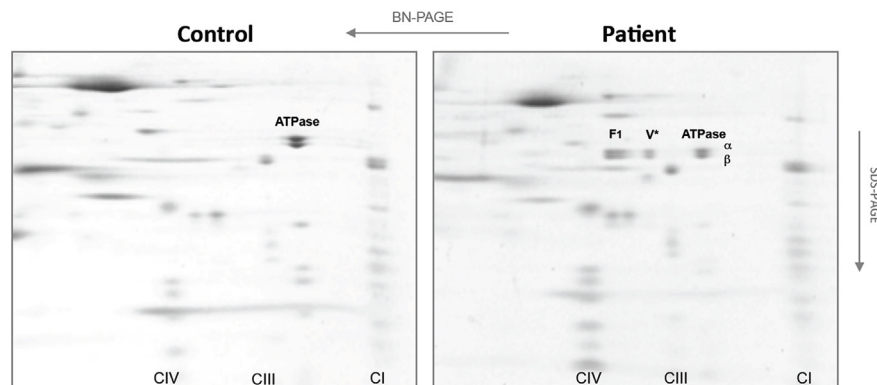 BN-PAGE
Control
Patient
ATPase
F1 V* ATPase α
β
SDS-PAGE
CIV CIII CI
CIV CIII CI